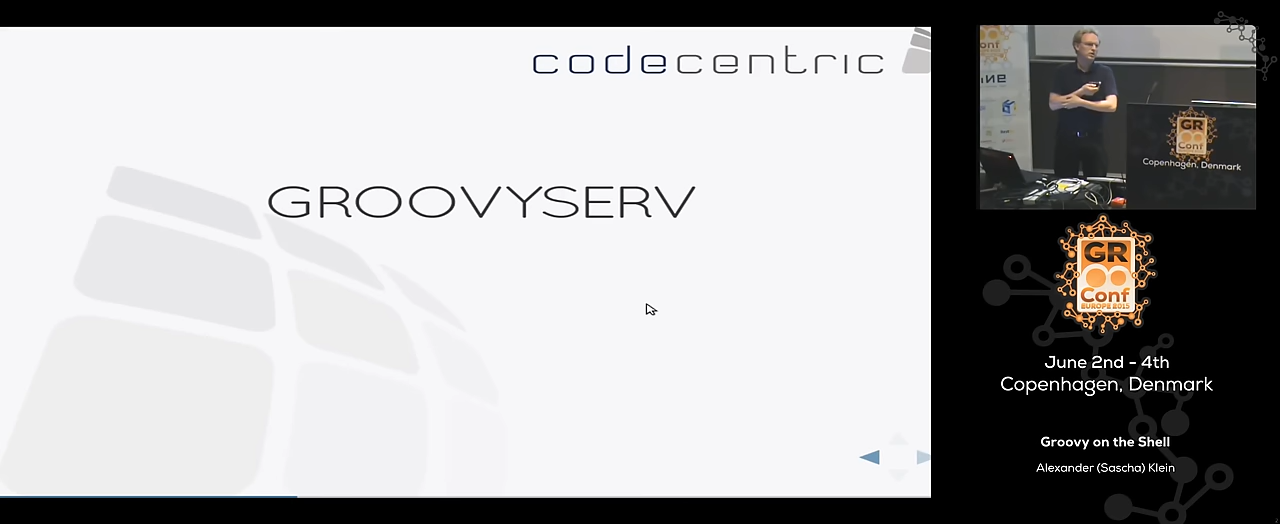 codecentric
GROOVYSERV
GR
Conf
Copenhagen, Denmark
GR
Conf
EUROPE 2015
June 2nd - 4th
Copenhagen, Denmark
Groovy on the Shell
Alexander (Sascha) Klein